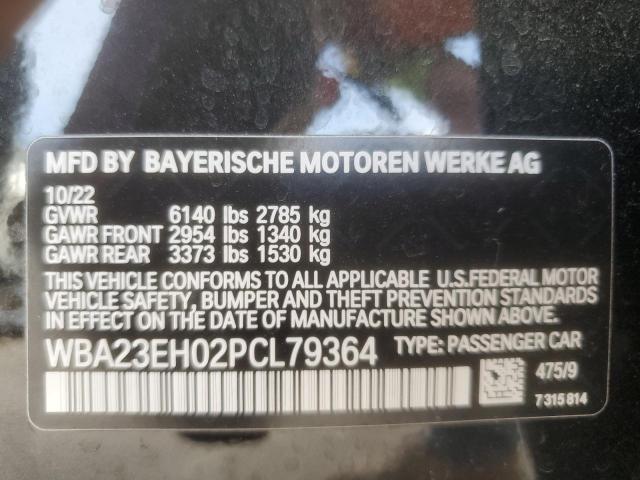 MFD BY BAYERISCHE MOTOREN WERKE AG
10/22
GVWR 6140 lbs 2785 kg
GAWR FRONT 2954 lbs 1340 kg
GAWR REAR 3373 lbs 1530 kg
THIS VEHICLE CONFORMS TO ALL APPLICABLE U.S.FEDERAL MOTOR
VEHICLE SAFETY, BUMPER AND THEFT PREVENTION STANDARDS
IN EFFECT ON THE DATE OF MANUFACTURE SHOWN ABOVE.
WBA23EH02PCL79364 TYPE: PASSENGER CAR
475/9
7 315 814